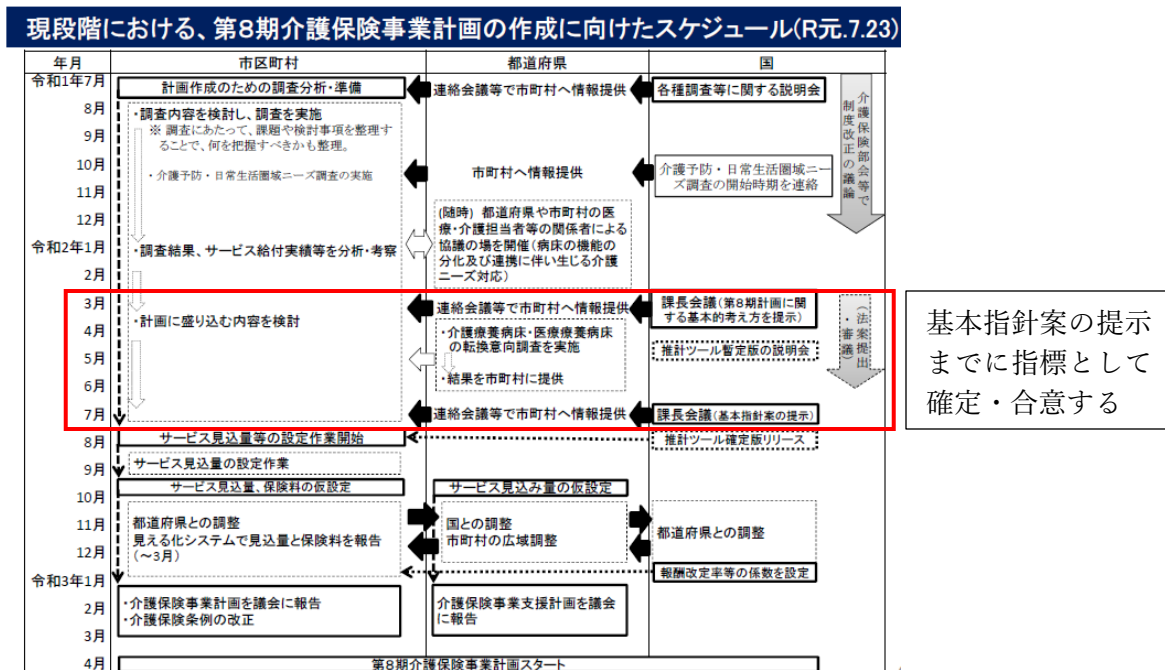 現段階における、第8期介護保険事業計画の作成に向けたスケジュール(R元.7.23)
年月
市区町村
都道府県
国
令和1年7月
計画作成のための調査分析・準備
連絡会議等で市町村へ情報提供
各種調査等に関する説明会
介護保険部会等で
制度改正の議論
8月
・調査内容を検討し、調査を実施
※ 調査にあたって、課題や検討事項を整理す
ることで、何を把握すべきかも整理。
9月
10月
・介護予防・日常生活圏域ニーズ調査の実施
市町村へ情報提供
介護予防・日常生活圏域ニー
ズ調査の開始時期を連絡
11月
12月
(随時) 都道府県や市町村の医
療・介護担当者等の関係者による
協議の場を開催(病床の機能の
分化及び連携に伴い生じる介護
ニーズ対応)
令和2年1月
・調査結果、サービス給付実績等を分析・考察
2月
3月
連絡会議等で市町村へ情報提供
課長会議(第8期計画に関
する基本的考え方を提示)
(法案提出
・審議)
・計画に盛り込む内容を検討
4月
・介護療養病床・医療療養病床
の転換意向調査を実施
5月
推計ツール暫定版の説明会
6月
・結果を市町村に提供
7月
連絡会議等で市町村へ情報提供
課長会議(基本指針案の提示)
基本指針案の提示
までに指標として
確定・合意する
8月
サービス見込量等の設定作業開始
推計ツール確定版リリース
9月
サービス見込量の設定作業
10月
サービス見込量、保険料の仮設定
サービス見込み量の仮設定
11月
都道府県との調整
見える化システムで見込量と保険料を報告
(~3月)
国との調整
市町村の広域調整
都道府県との調整
12月
令和3年1月
報酬改定率等の係数を設定
2月
・介護保険事業計画を議会に報告
・介護保険条例の改正
介護保険事業支援計画を議会
に報告
3月
4月
第8期介護保険事業計画スタート